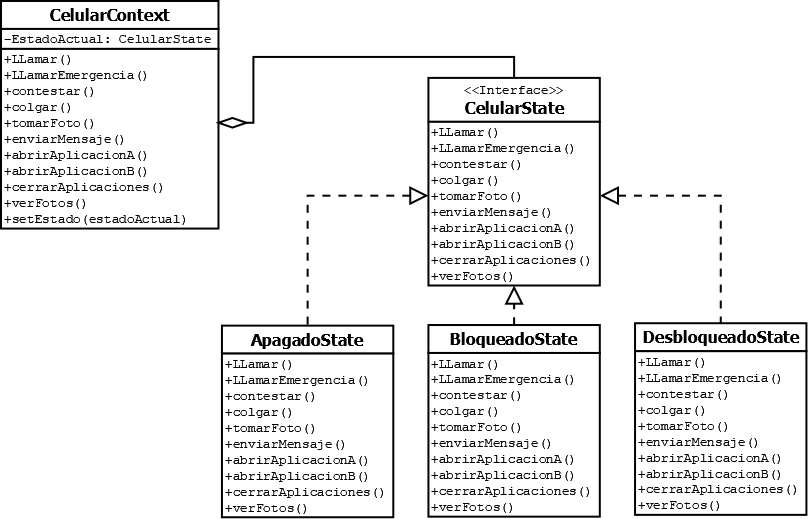 CelularContext
-EstadoActual: CelularState
+LLamar()
+LLamarEmergencia()
+contestar()
+colgar()
+tomarFoto()
+enviarMensaje()
+abrirAplicacionA()
+abrirAplicacionB()
+cerrarAplicaciones()
+verFotos()
+setEstado(estadoActual)
<<Interface>>
CelularState
+LLamar()
+LLamarEmergencia()
+contestar()
+colgar()
+tomarFoto()
+enviarMensaje()
+abrirAplicacionA()
+abrirAplicacionB()
+cerrarAplicaciones()
+verFotos()
ApagadoState
+LLamar()
+LLamarEmergencia()
+contestar()
+colgar()
+tomarFoto()
+enviarMensaje()
+abrirAplicacionA()
+abrirAplicacionB()
+cerrarAplicaciones()
+verFotos()
BloqueadoState
+LLamar()
+LLamarEmergencia()
+contestar()
+colgar()
+tomarFoto()
+enviarMensaje()
+abrirAplicacionA()
+abrirAplicacionB()
+cerrarAplicaciones()
+verFotos()
DesbloqueadoState
+LLamar()
+LLamarEmergencia()
+contestar()
+colgar()
+tomarFoto()
+enviarMensaje()
+abrirAplicacionA()
+abrirAplicacionB()
+cerrarAplicaciones()
+verFotos()